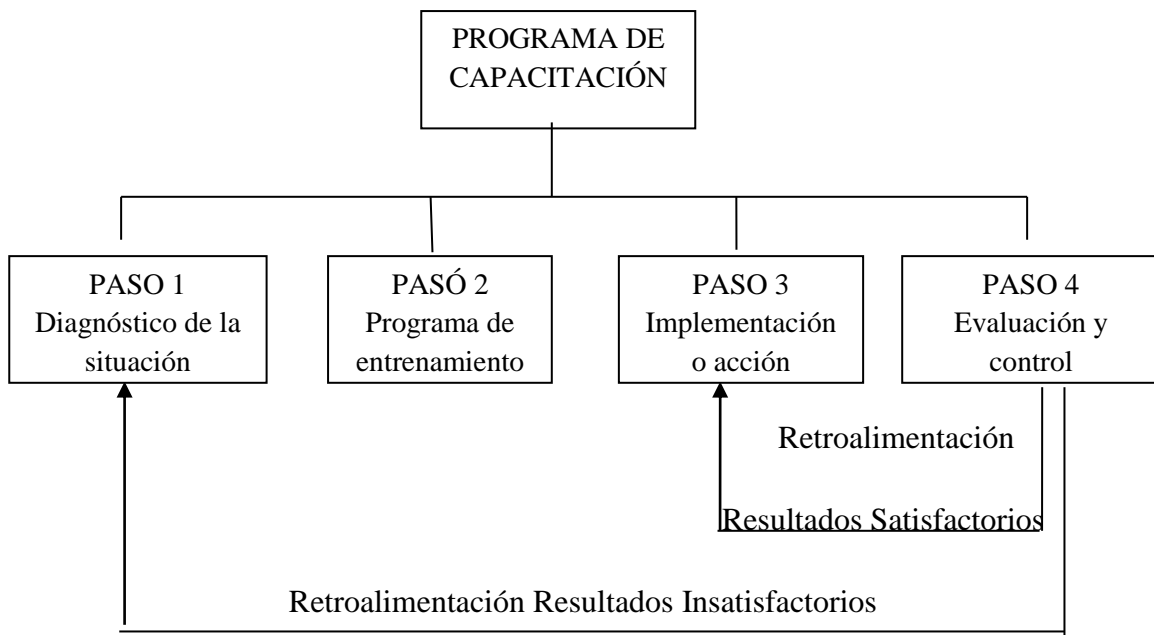 PROGRAMA DE
CAPACITACIÓN
PASO 1
Diagnóstico de la
situación
PASÓ 2
Programa de
entrenamiento
PASO 3
Implementación
o acción
PASO 4
Evaluación y
control
Retroalimentación
Resultados Satisfactorios
Retroalimentación Resultados Insatisfactorios